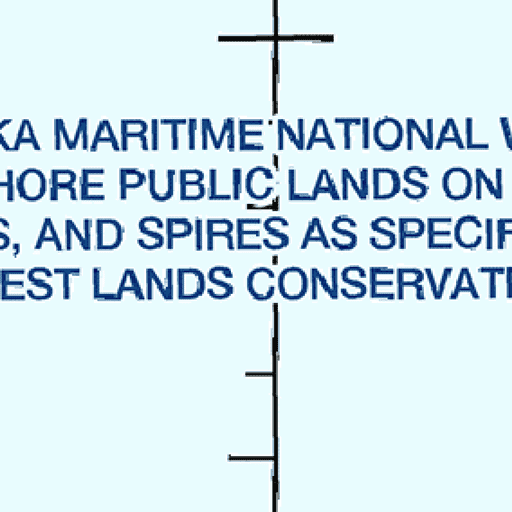 KA MARITIME NATIONAL W
HORE PUBLIC LANDS ON
S, AND SPIRES AS SPECIF
EST LANDS CONSERVAT